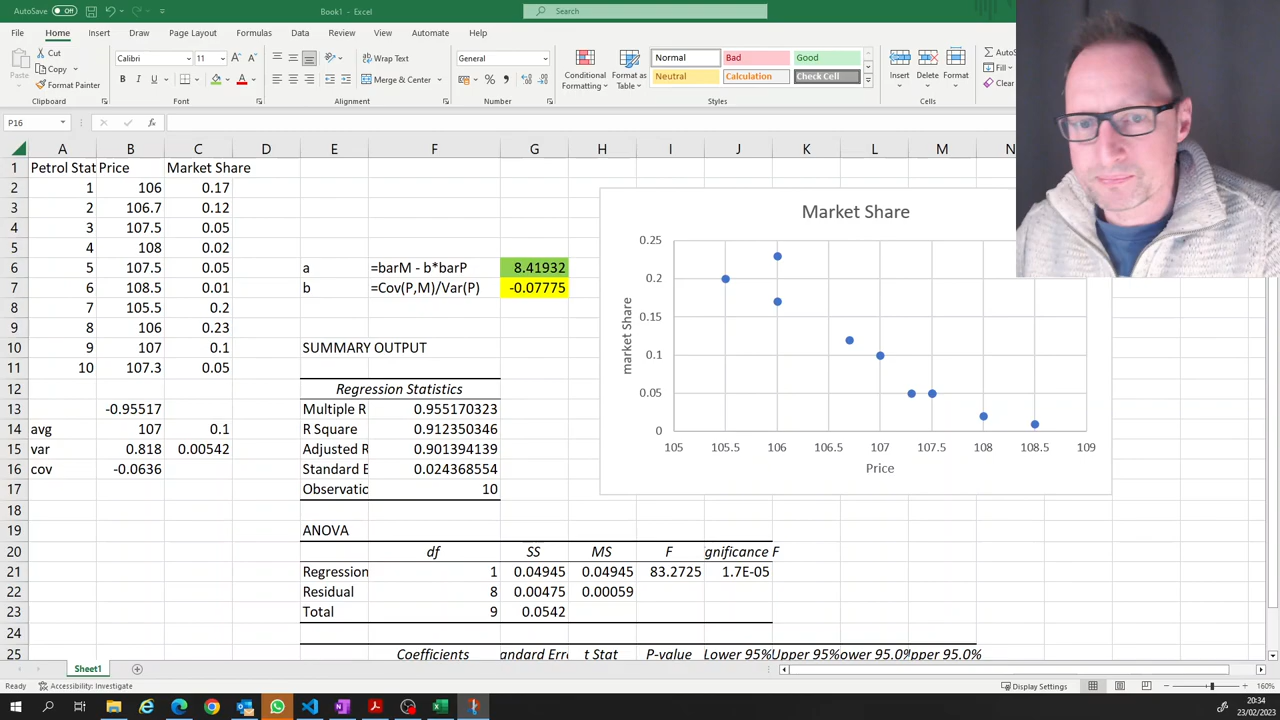 AutoSave Off Book1 - Excel Search
File Home Insert Draw Page Layout Formulas Data Review View Automate Help
Cut Calibri 11 Wrap Text General Normal Bad Good
Paste Copy Merge & Center Conditional Formatting Format as Table Neutral Calculation Check Cell Insert Delete Format Fill
Format Painter Clear
Clipboard Font Alignment Number Styles Cells
P16 fx
A B C D E F G H I J K L M N
1 Petrol Stat Price Market Share
2 1 106 0.17
3 2 106.7 0.12
4 3 107.5 0.05
5 4 108 0.02
6 5 107.5 0.05 a =barM - b*barP 8.41932
7 6 108.5 0.01 b =Cov(P,M)/Var(P) -0.07775
8 7 105.5 0.2
9 8 106 0.23
10 9 107 0.1 SUMMARY OUTPUT
11 10 107.3 0.05
12 Regression Statistics
13 -0.95517 Multiple R 0.955170323
14 avg 107 0.1 R Square 0.912350346
15 var 0.818 0.00542 Adjusted R 0.901394139
16 cov -0.0636 Standard E 0.024368554
17 Observatic 10
18
19 ANOVA
20 df SS MS F gnificance F
21 Regression 1 0.04945 0.04945 83.2725 1.7E-05
22 Residual 8 0.00475 0.00059
23 Total 9 0.0542
24
25 Coefficients andard Erro t Stat P-value Lower 95% Upper 95% ower 95.0% pper 95.0%
Market Share
market Share
0.25
0.2
0.15
0.1
0.05
0
105 105.5 106 106.5 107 107.5 108 108.5 109
Price
Sheet1
Ready Accessibility: Investigate Display Settings 160%
20:34
23/02/2023